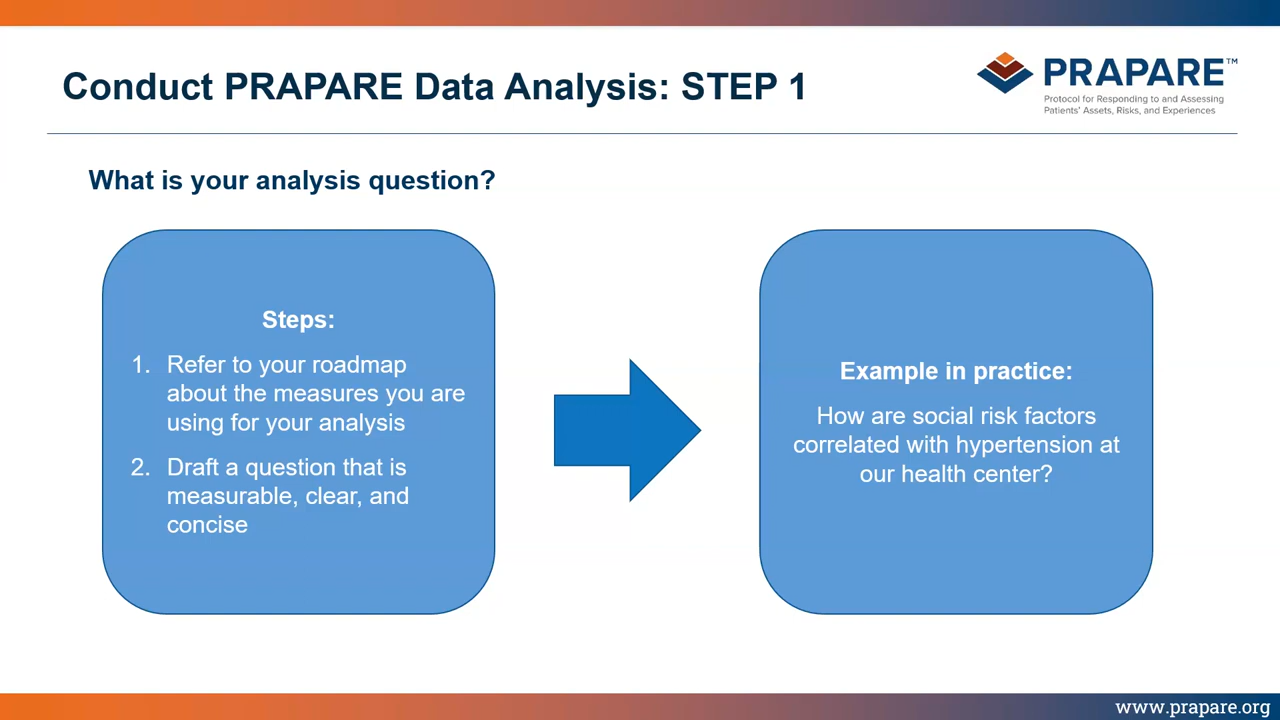 Conduct PRAPARE Data Analysis: STEP 1
PRAPARE™
Protocol for Responding to and Assessing
Patients' Assets, Risks, and Experiences
What is your analysis question?
Steps:
1. Refer to your roadmap
about the measures you are
using for your analysis
2. Draft a question that is
measurable, clear, and
concise
Example in practice:
How are social risk factors
correlated with hypertension at
our health center?
www.prapare.org